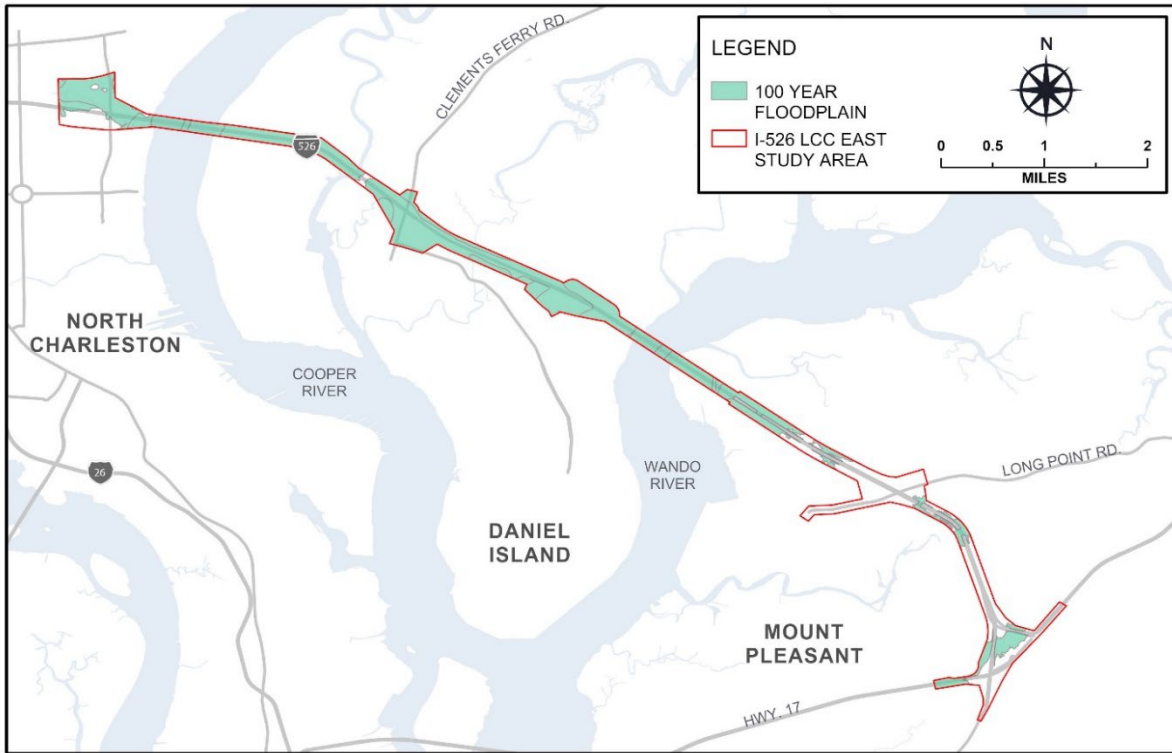 CLEMENTS FERRY RD.
LEGEND
100 YEAR
FLOODPLAIN
I-526 LCC EAST
STUDY AREA
N
0 0.5 1 2
MILES
526
NORTH
CHARLESTON
COOPER
RIVER
26
WANDO
RIVER
LONG POINT RD.
DANIEL
ISLAND
MOUNT
PLEASANT
HWY. 17